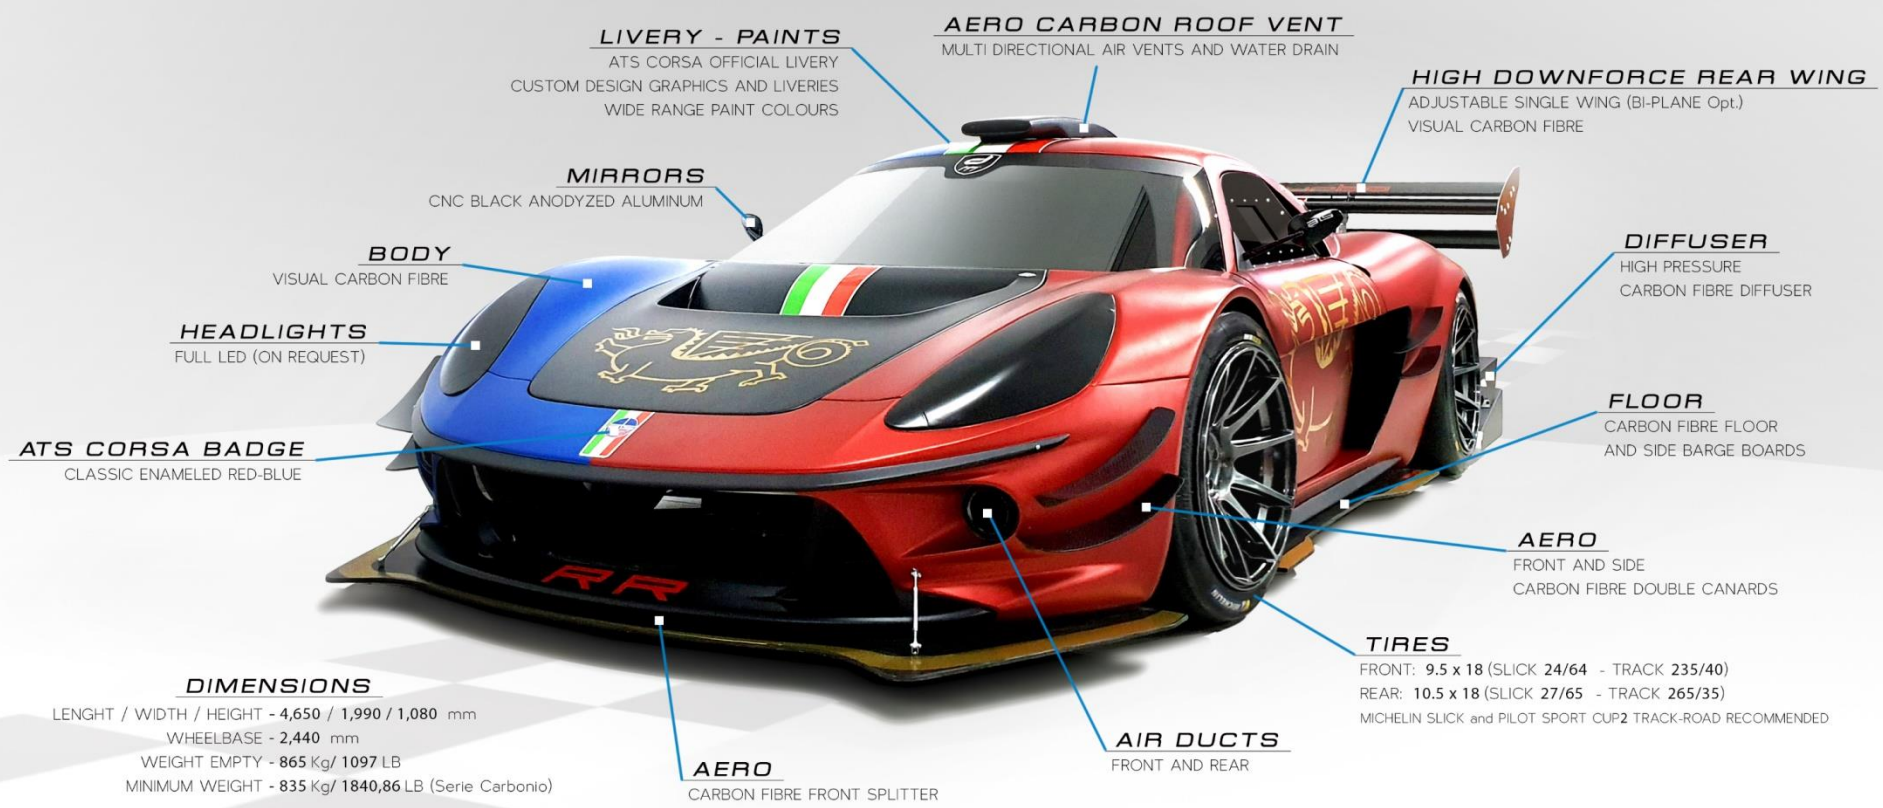 LIVERY - PAINTS
ATS CORSA OFFICIAL LIVERY
CUSTOM DESIGN GRAPHICS AND LIVERIES
WIDE RANGE PAINT COLOURS
AERO CARBON ROOF VENT
MULTI DIRECTIONAL AIR VENTS AND WATER DRAIN
HIGH DOWNFORCE REAR WING
ADJUSTABLE SINGLE WING (BI-PLANE Opt.)
VISUAL CARBON FIBRE
MIRRORS
CNC BLACK ANODYZED ALUMINUM
BODY
VISUAL CARBON FIBRE
DIFFUSER
HIGH PRESSURE
CARBON FIBRE DIFFUSER
HEADLIGHTS
FULL LED (ON REQUEST)
FLOOR
CARBON FIBRE FLOOR
AND SIDE BARGE BOARDS
ATS CORSA BADGE
CLASSIC ENAMELED RED-BLUE
AERO
FRONT AND SIDE
CARBON FIBRE DOUBLE CANARDS
RR
TIRES
FRONT: 9.5 x 18 (SLICK 24/64 - TRACK 235/40)
REAR: 10.5 x 18 (SLICK 27/65 - TRACK 265/35)
MICHELIN SLICK and PILOT SPORT CUP2 TRACK-ROAD RECOMMENDED
DIMENSIONS
LENGHT / WIDTH / HEIGHT - 4,650 / 1,990 / 1,080 mm
WHEELBASE - 2,440 mm
WEIGHT EMPTY - 865 Kg/ 1097 LB
MINIMUM WEIGHT - 835 Kg/ 1840,86 LB (Serie Carbonio)
AERO
CARBON FIBRE FRONT SPLITTER
AIR DUCTS
FRONT AND REAR